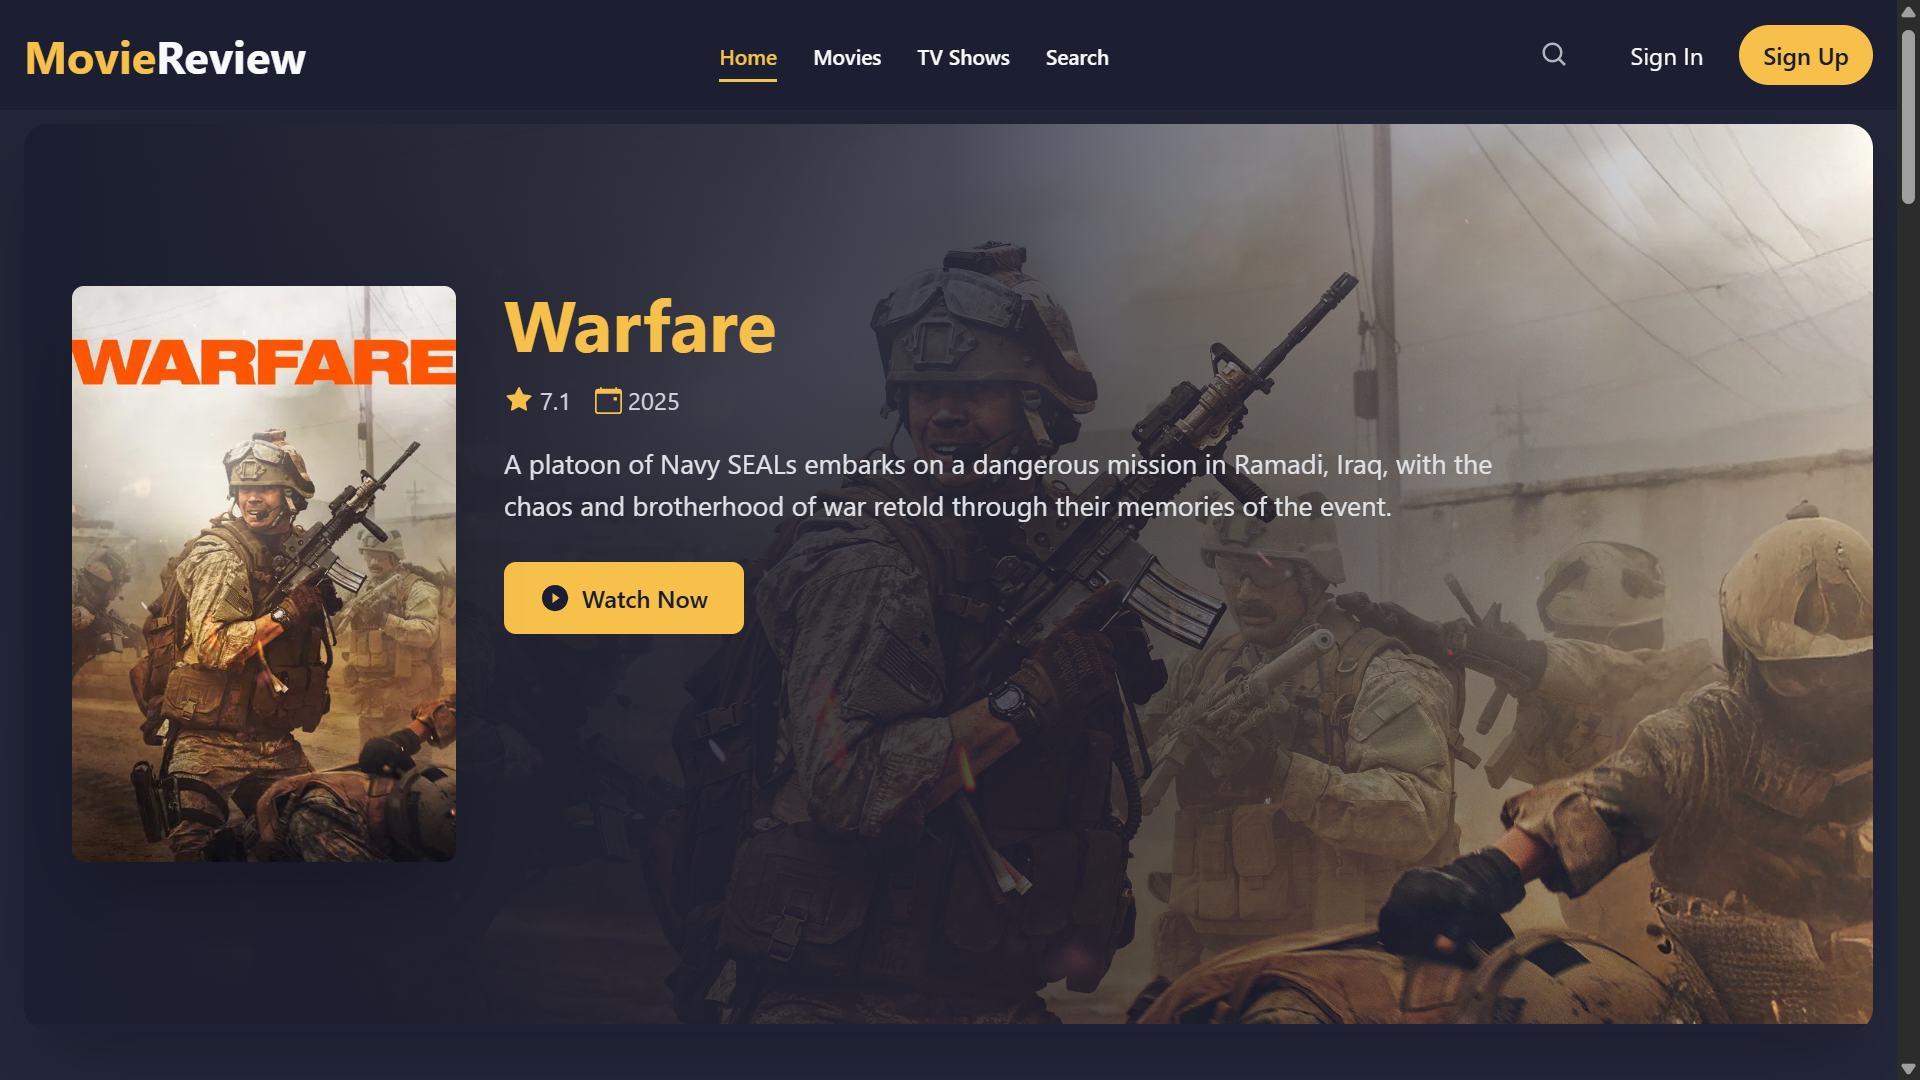 MovieReview
Home Movies TV Shows Search
Sign In Sign Up
WARFARE
Warfare
7.1 2025
A platoon of Navy SEALs embarks on a dangerous mission in Ramadi, Iraq, with the
chaos and brotherhood of war retold through their memories of the event.
Watch Now